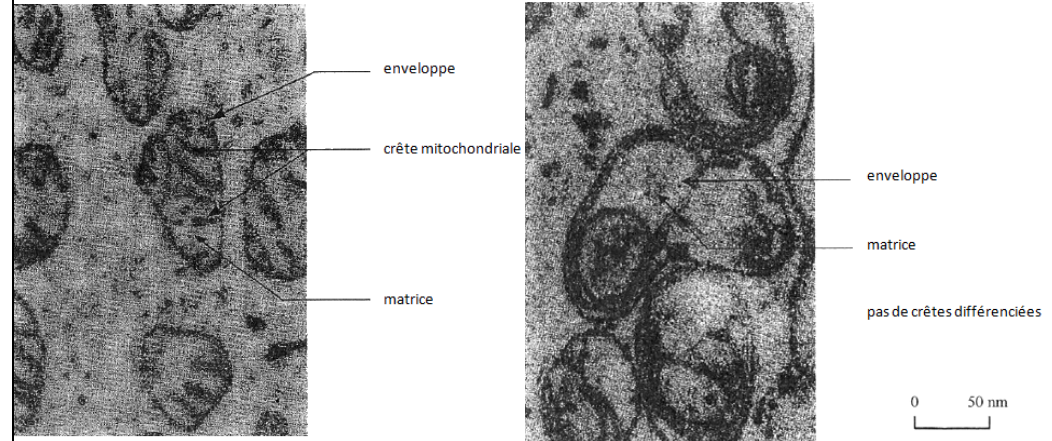 enveloppe
crête mitochondriale
matrice
enveloppe
matrice
pas de crêtes différenciées
0 50 nm